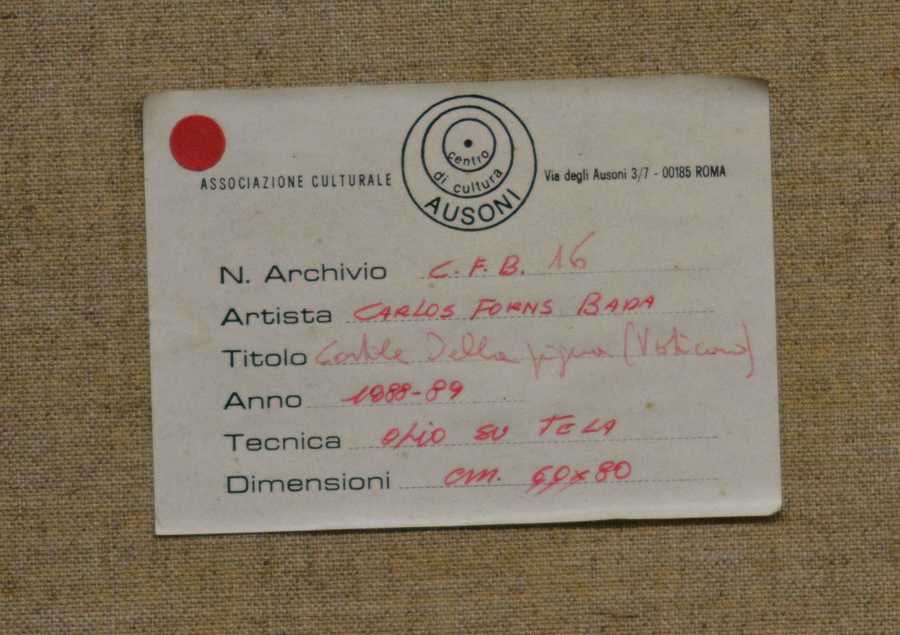 ASSOCIAZIONE CULTURALE
centro
di cultura
AUSONI
Via degli Ausoni 3/7 - 00185 ROMA
N. Archivio C. F. B. 16
Artista CARLOS FORNS BADA
Titolo Cortile Della pigna (Vaticano)
Anno 1988-89
Tecnica OLIO SU TELA
Dimensioni cm. 60x80